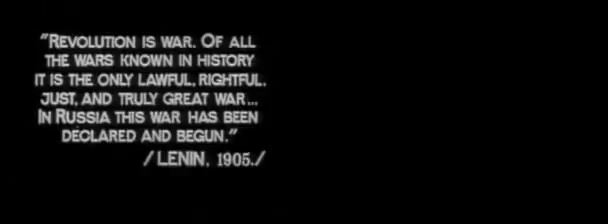 "REVOLUTION IS WAR. OF ALL
THE WARS KNOWN IN HISTORY
IT IS THE ONLY LAWFUL, RIGHTFUL,
JUST, AND TRULY GREAT WAR...
IN RUSSIA THIS WAR HAS BEEN
DECLARED AND BEGUN."
/LENIN, 1905./